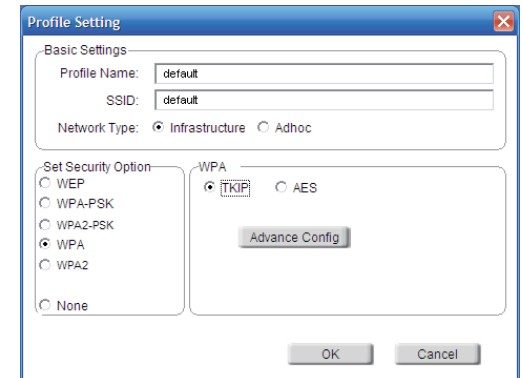 Profile Setting
Basic Settings
Profile Name: default
SSID: default
Network Type: Infrastructure Adhoc
Set Security Option
WEP
WPA-PSK
WPA2-PSK
WPA
WPA2
None
WPA
TKIP AES
Advance Config
OK Cancel